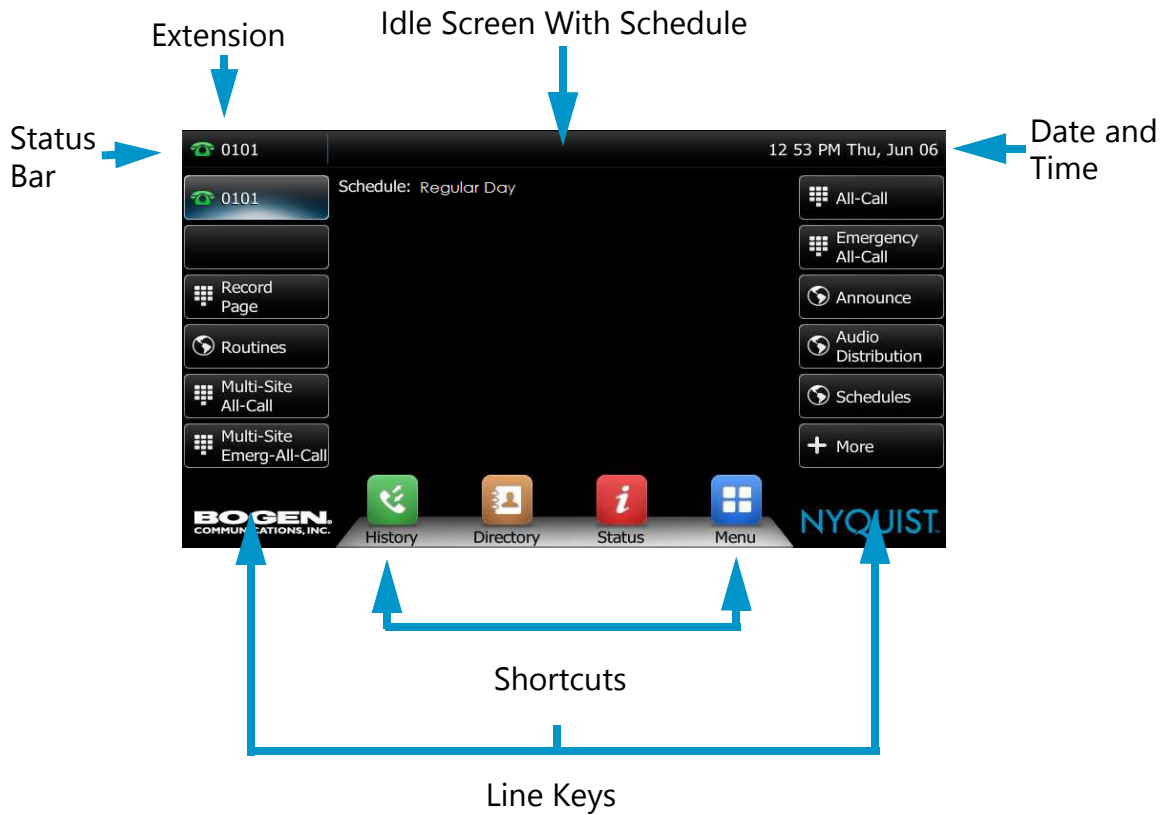 Idle Screen With Schedule
Extension
Status
Bar
Date and
Time
0101
12 53 PM Thu, Jun 06
0101
Schedule: Regular Day
All-Call
Emergency
All-Call
Record
Page
Announce
Routines
Audio
Distribution
Multi-Site
All-Call
Schedules
Multi-Site
Emerg-All-Call
More
BOGEN®
COMMUNICATIONS, INC.
History
Directory
Status
Menu
NYQUIST™
Shortcuts
Line Keys